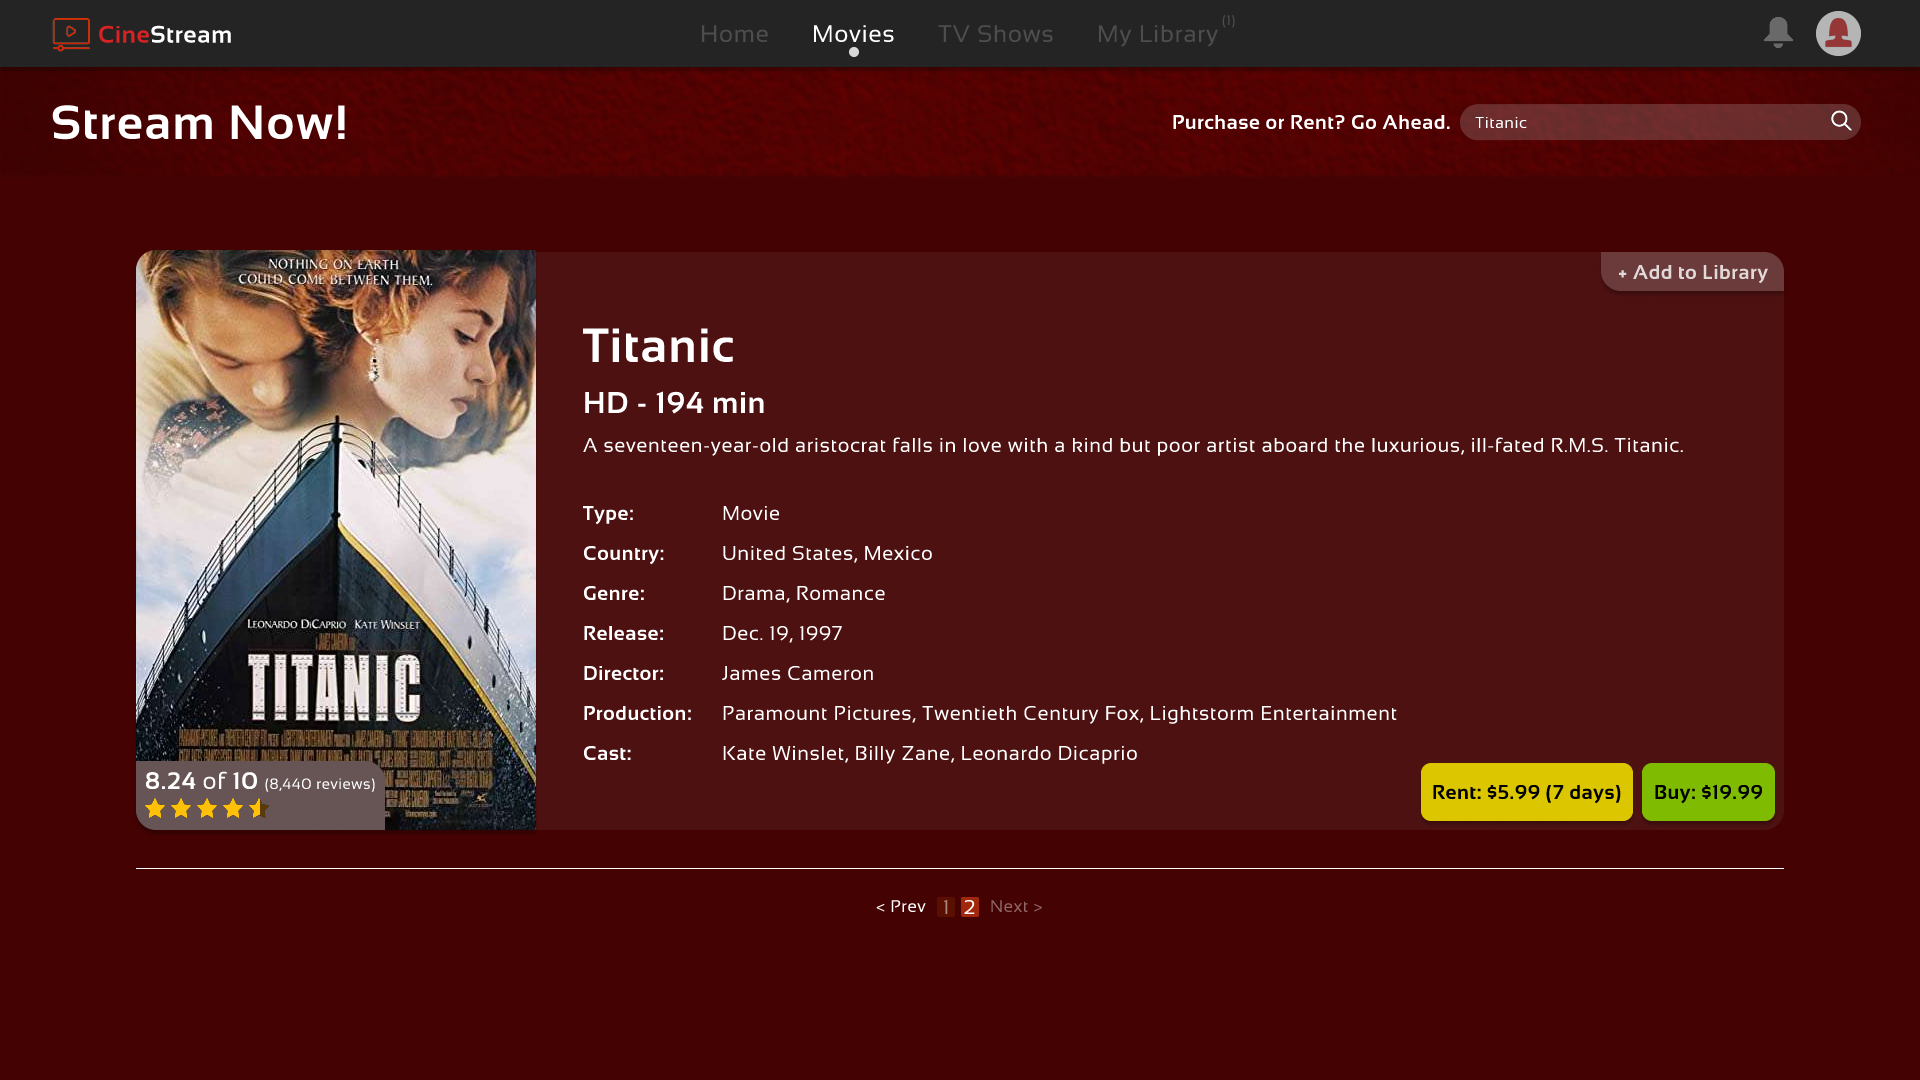 CineStream
Home Movies TV Shows My Library (1)
Stream Now!
Purchase or Rent? Go Ahead. Titanic
+ Add to Library
NOTHING ON EARTH
COULD COME BETWEEN THEM.
LEONARDO DICAPRIO KATE WINSLET
TITANIC
8.24 of 10 (8,440 reviews)
Titanic
HD - 194 min
A seventeen-year-old aristocrat falls in love with a kind but poor artist aboard the luxurious, ill-fated R.M.S. Titanic.
Type: Movie
Country: United States, Mexico
Genre: Drama, Romance
Release: Dec. 19, 1997
Director: James Cameron
Production: Paramount Pictures, Twentieth Century Fox, Lightstorm Entertainment
Cast: Kate Winslet, Billy Zane, Leonardo Dicaprio
Rent: $5.99 (7 days) Buy: $19.99
< Prev 1 2 Next >